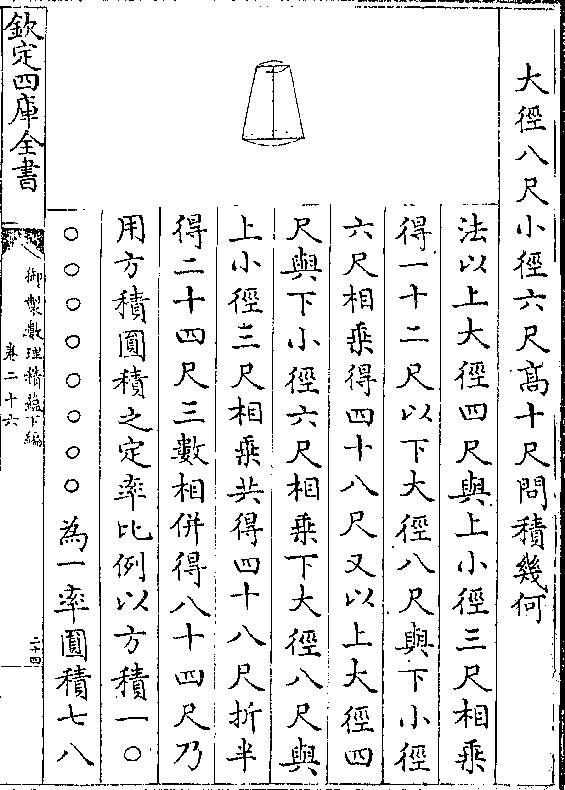 大徑八尺小徑六尺髙十尺問積幾何
法以上大徑四尺與上小徑三尺相乗
得一十二尺以下大徑八尺與下小徑
六尺相乗得四十八尺又以上大徑四
尺與下小徑六尺相乗下大徑八尺與
上小徑三尺相乗共得四十八尺折半
得二十四尺三數相併得八十四尺乃
用方積圓積之定率比例以方積一〇
〇〇〇〇〇〇〇〇為一率圓積七八
欽定四庫全書
御製數理精蘊下編
卷二十六
二十四